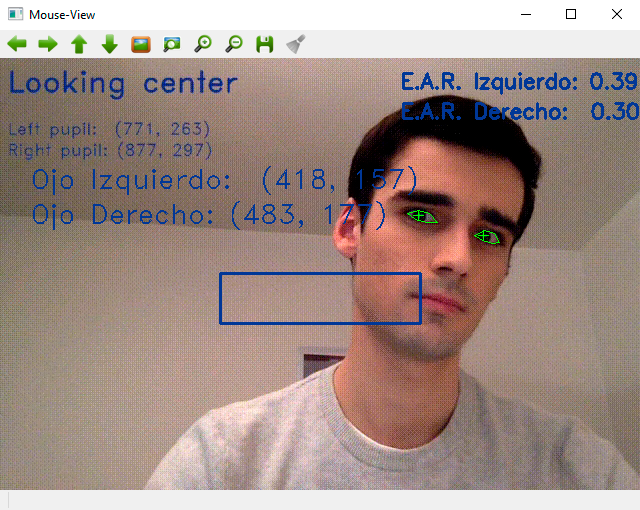 Mouse-View
Looking center
E.A.R. Izquierdo: 0.39
E.A.R. Derecho: 0.30
Left pupil: (771, 263)
Right pupil: (877, 297)
Ojo Izquierdo: (418, 157)
Ojo Derecho: (483, 177)